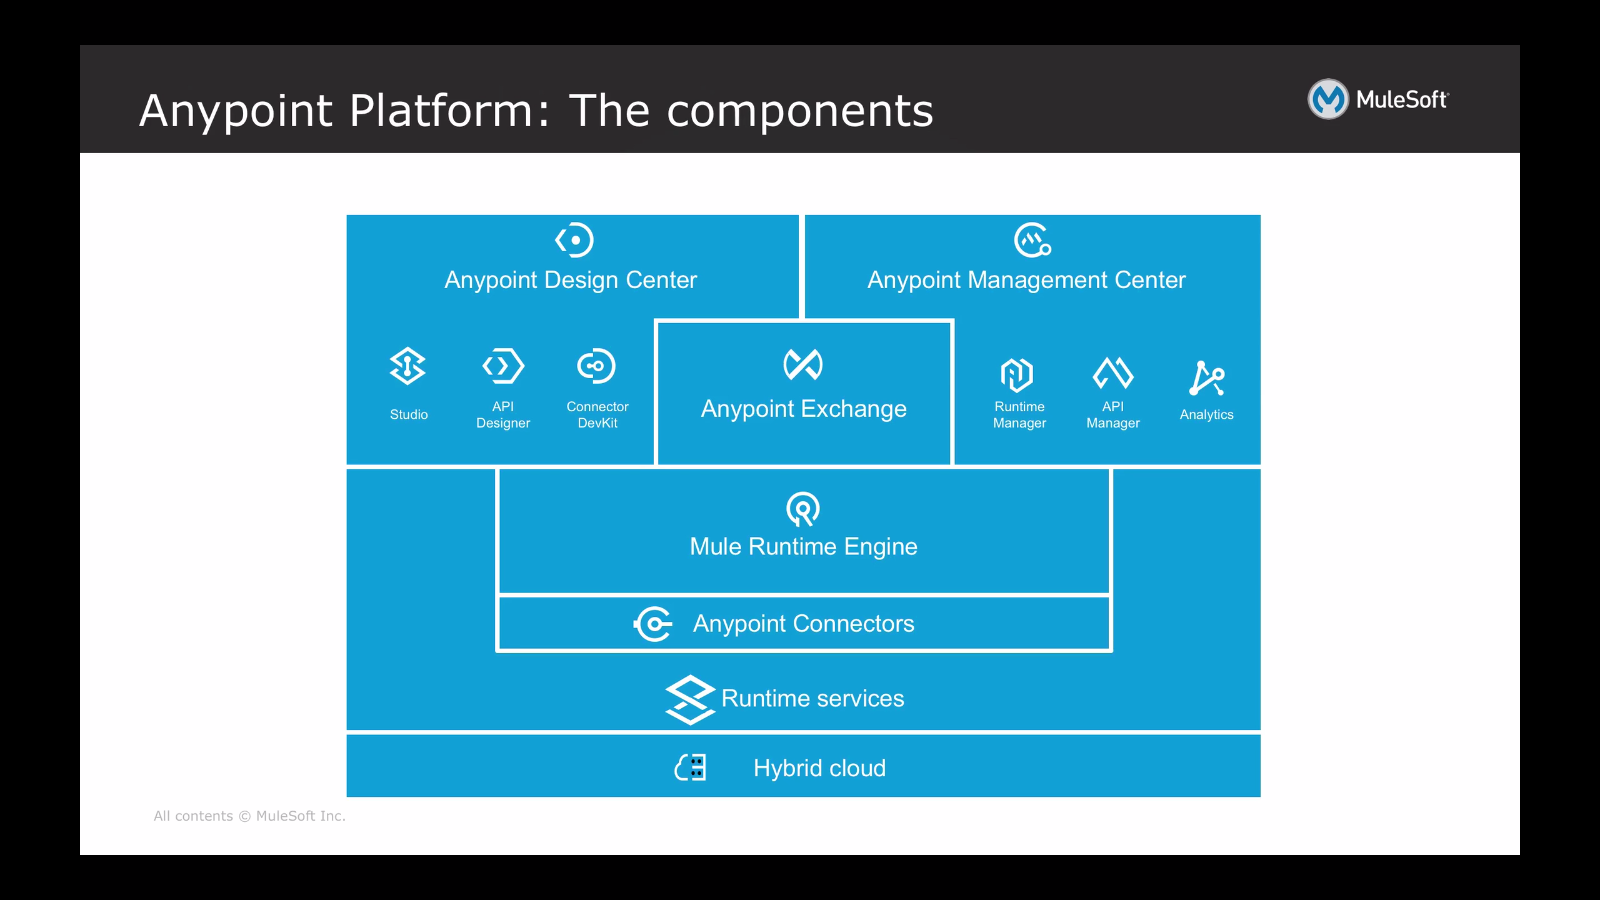 Anypoint Platform: The components
MuleSoft
Anypoint Design Center
Anypoint Management Center
Studio
API
Designer
Connector
DevKit
Anypoint Exchange
Runtime
Manager
API
Manager
Analytics
Mule Runtime Engine
Anypoint Connectors
Runtime services
Hybrid cloud
All contents © MuleSoft Inc.